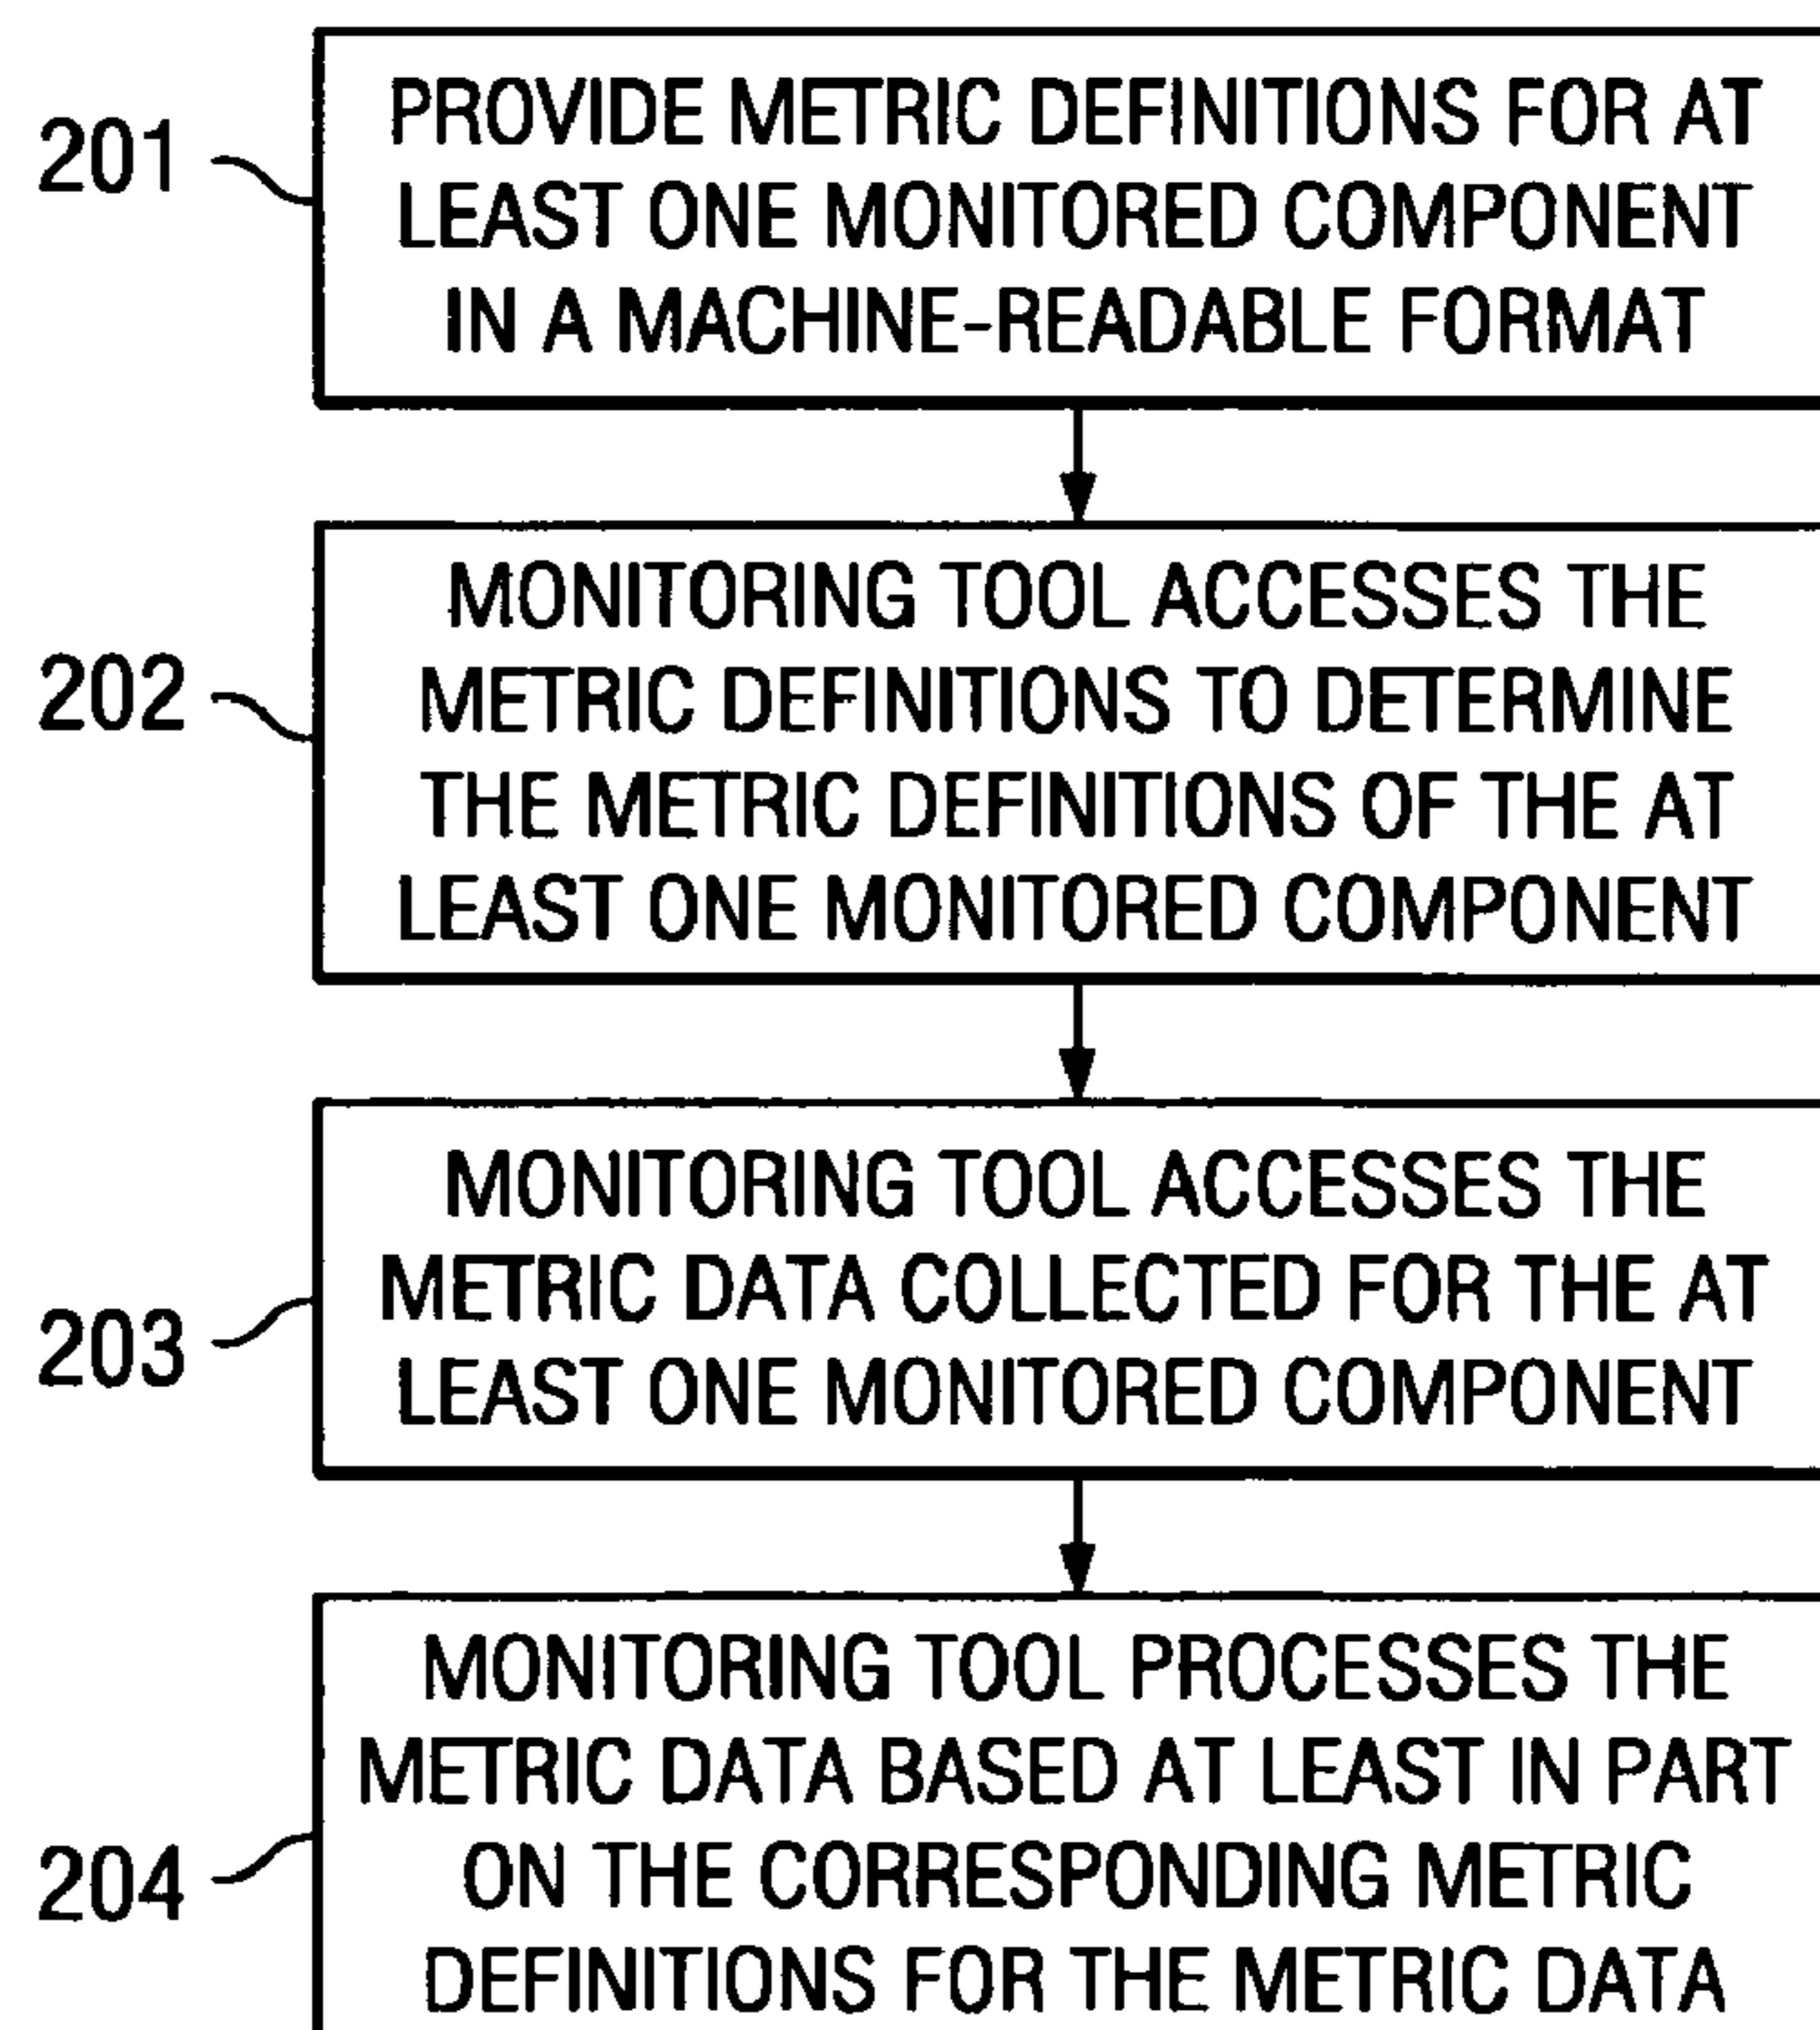 201
PROVIDE METRIC DEFINITIONS FOR AT
LEAST ONE MONITORED COMPONENT
IN A MACHINE-READABLE FORMAT
202
MONITORING TOOL ACCESSES THE
METRIC DEFINITIONS TO DETERMINE
THE METRIC DEFINITIONS OF THE AT
LEAST ONE MONITORED COMPONENT
203
MONITORING TOOL ACCESSES THE
METRIC DATA COLLECTED FOR THE AT
LEAST ONE MONITORED COMPONENT
204
MONITORING TOOL PROCESSES THE
METRIC DATA BASED AT LEAST IN PART
ON THE CORRESPONDING METRIC
DEFINITIONS FOR THE METRIC DATA